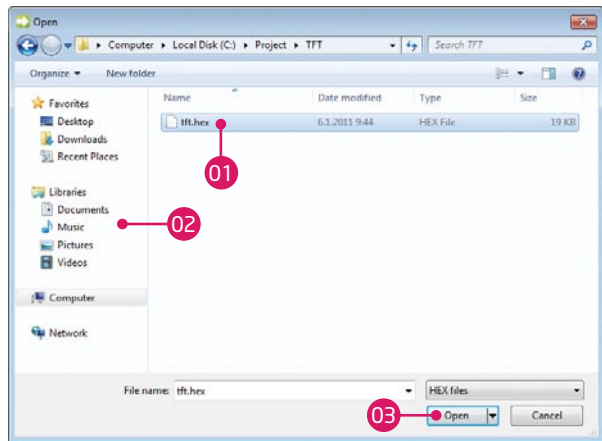 Open
Computer ▸ Local Disk (C:) ▸ Project ▸ TFT
Search TFT
Organize New folder
Name Date modified Type Size
tft.hex 6.1.2011 9:44 HEX File 19 KB
01
Favorites
Desktop
Downloads
Recent Places
Libraries
Documents
Music
02
Pictures
Videos
Computer
Network
File name: tft.hex HEX files
03
Open Cancel